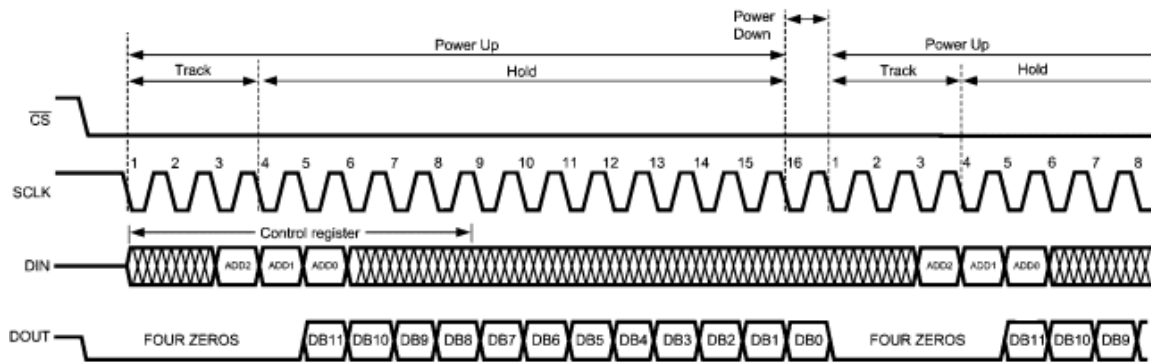 Power Down
Power Up
Power Up
Track
Hold
Track
Hold
CS
1 2 3 4 5 6 7 8 9 10 11 12 13 14 15 16 1 2 3 4 5 6 7 8
SCLK
Control register
DIN
ADD2 ADD1 ADD0 ADD2 ADD1 ADD0
DOUT
FOUR ZEROS DB11 DB10 DB9 DB8 DB7 DB6 DB5 DB4 DB3 DB2 DB1 DB0 FOUR ZEROS DB11 DB10 DB9